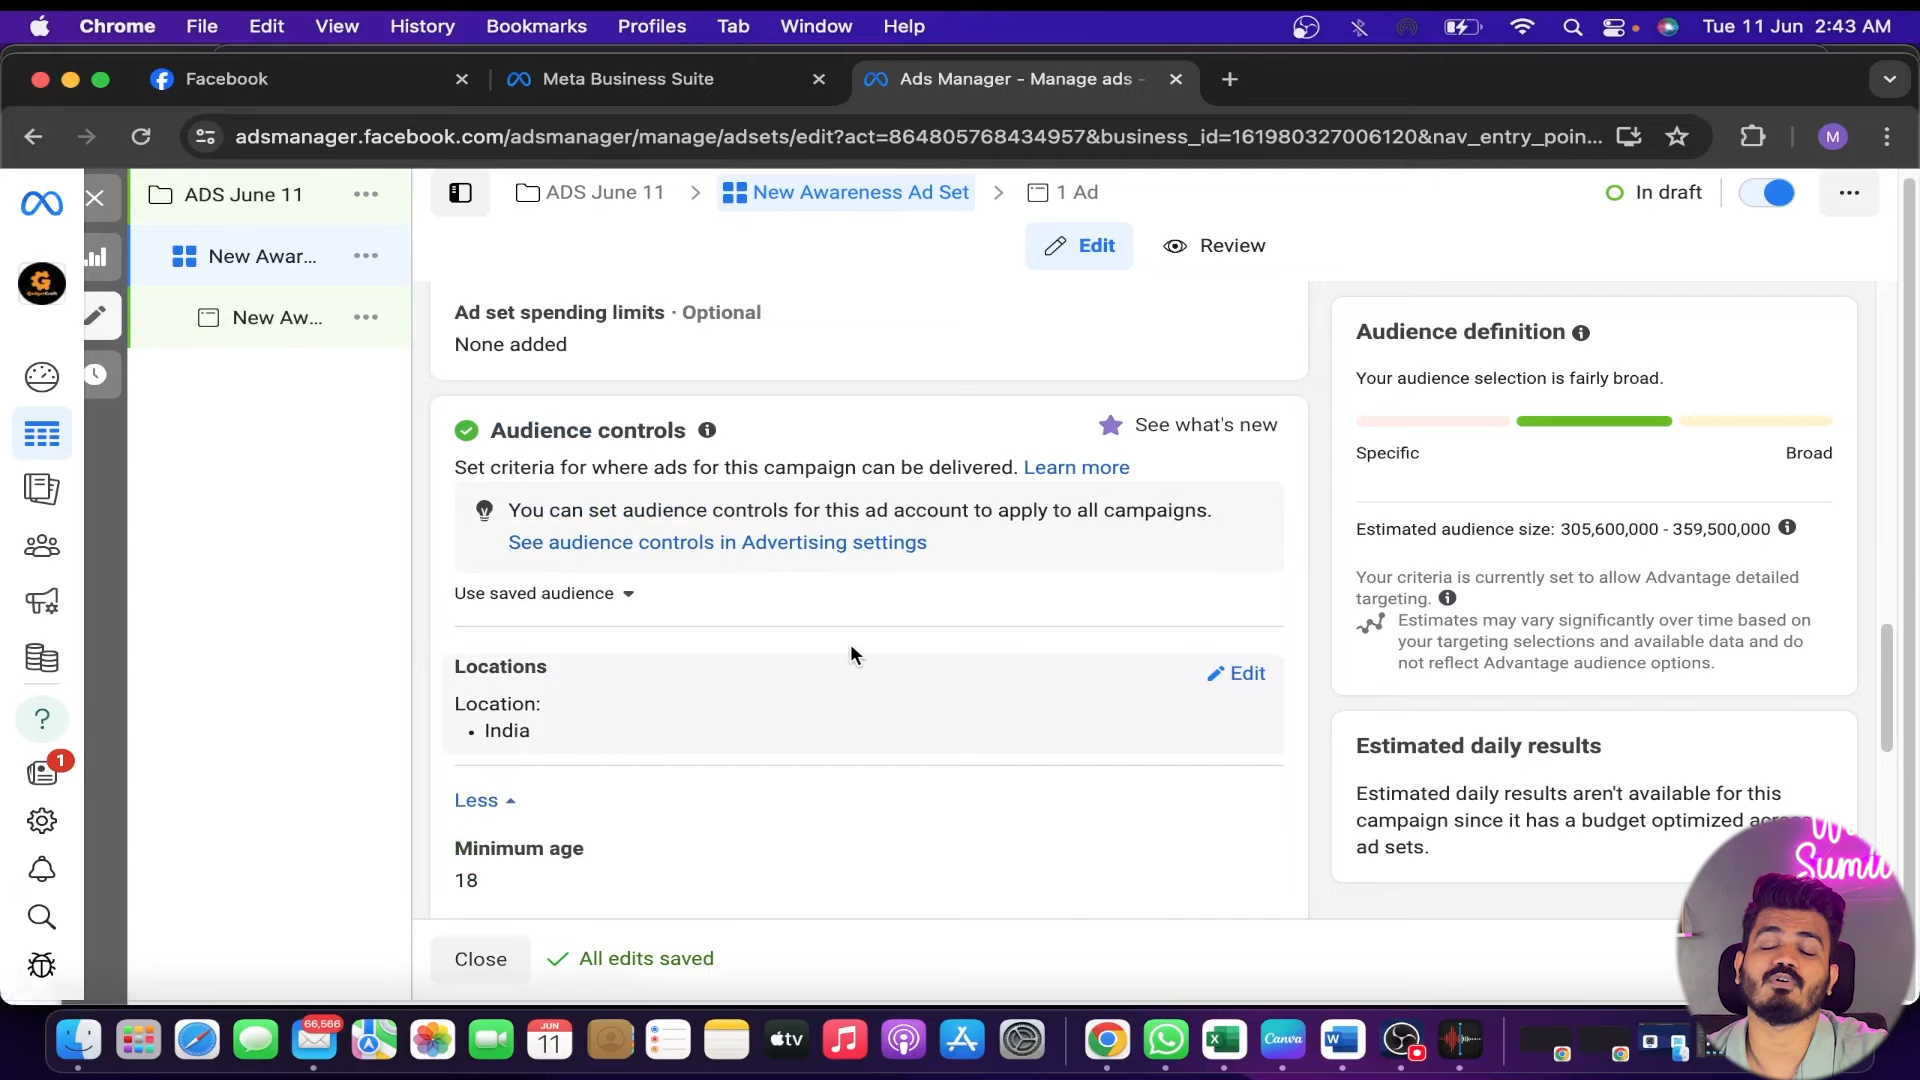 Chrome File Edit View History Bookmarks Profiles Tab Window Help Tue 11 Jun 2:43 AM
Facebook
Meta Business Suite
Ads Manager - Manage ads -
adsmanager.facebook.com/adsmanager/manage/adsets/edit?act=864805768434957&business_id=161980327006120&nav_entry_poin...
M
ADS June 11
New Awar...
New Aw...
ADS June 11
New Awareness Ad Set
1 Ad
In draft
Edit
Review
Ad set spending limits · Optional
None added
Audience controls
See what's new
Set criteria for where ads for this campaign can be delivered. Learn more
You can set audience controls for this ad account to apply to all campaigns.
See audience controls in Advertising settings
Use saved audience
Locations
Edit
Location:
• India
Less
Minimum age
18
Close
All edits saved
Audience definition
Your audience selection is fairly broad.
Specific
Broad
Estimated audience size: 305,600,000 - 359,500,000
Your criteria is currently set to allow Advantage detailed
targeting.
Estimates may vary significantly over time based on
your targeting selections and available data and do
not reflect Advantage audience options.
Estimated daily results
Estimated daily results aren't available for this
campaign since it has a budget optimized
ad sets.
1
66,566
JUN
11
tv
Canva